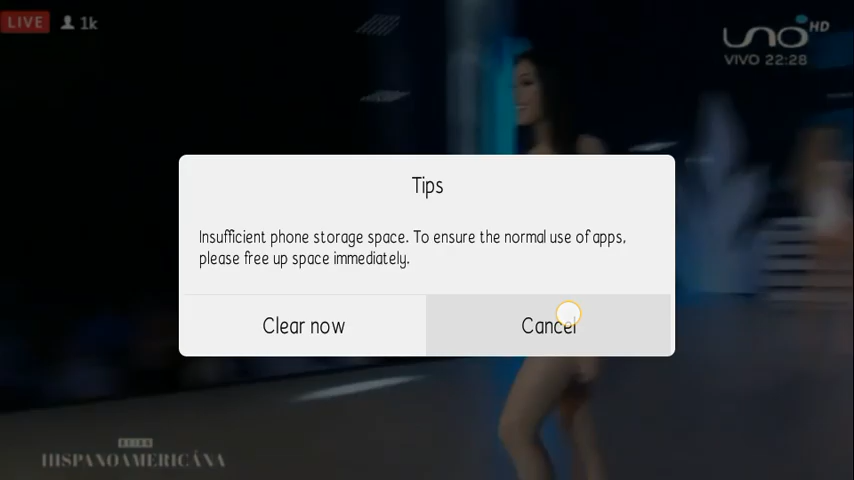 LIVE 1k
UNO HD
VIVO 22:28
Tips
Insufficient phone storage space. To ensure the normal use of apps,
please free up space immediately.
Clear now
Cancel
REINA
HISPANOAMERICANA